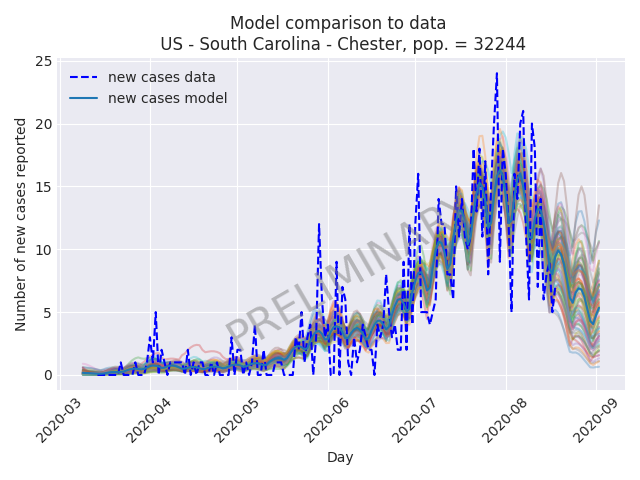 Model comparison to data
US - South Carolina - Chester, pop. = 32244
new cases data
new cases model
PRELIMINARY
Number of new cases reported
25
20
15
10
5
0
2020-03
2020-04
2020-05
2020-06
2020-07
2020-08
2020-09
Day